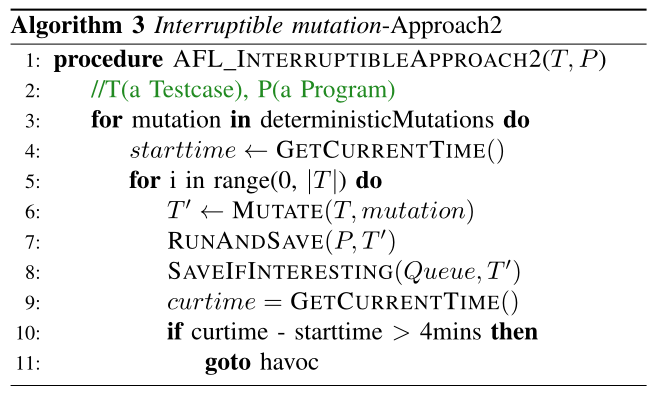 Algorithm 3 Interruptible mutation-Approach2
1: procedure AFL_INTERRUPTIBLEAPPROACH2(T, P)
2: //T(a Testcase), P(a Program)
3: for mutation in deterministicMutations do
4: starttime ← GETCURRENTTIME()
5: for i in range(0, |T|) do
6: T′ ← MUTATE(T, mutation)
7: RUNANDSAVE(P, T′)
8: SAVEIFINTERESTING(Queue, T′)
9: curtime = GETCURRENTTIME()
10: if curtime - starttime > 4mins then
11: goto havoc